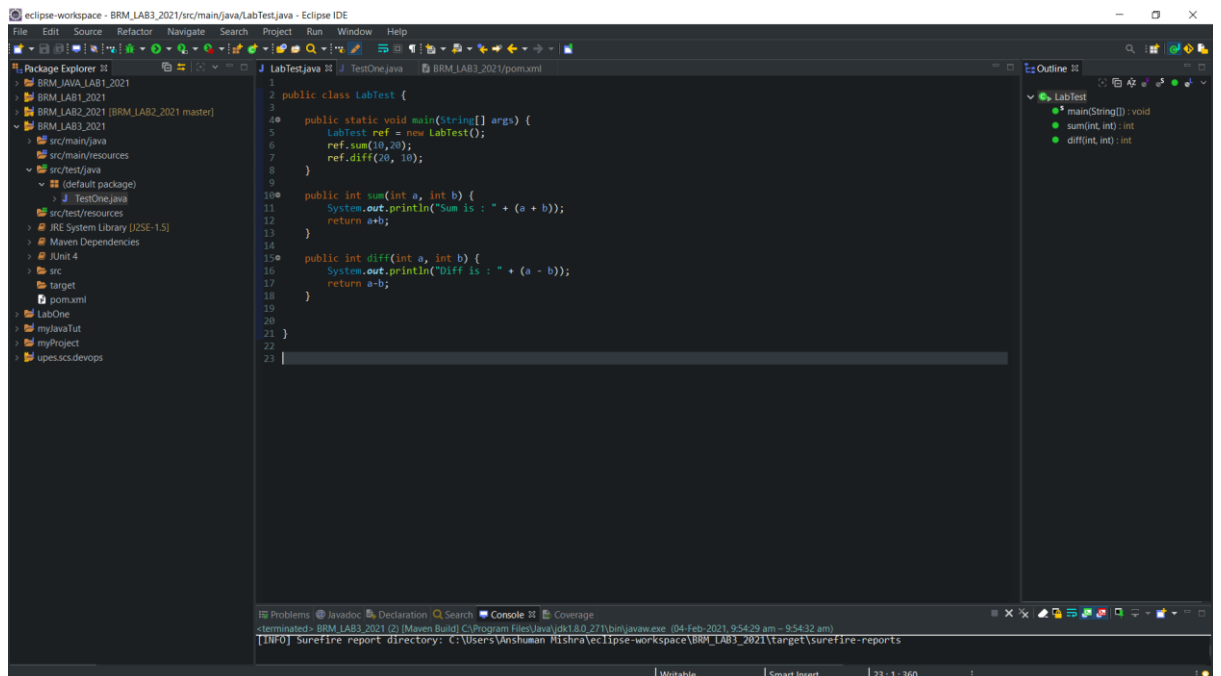 eclipse-workspace - BRM_LAB3_2021/src/main/java/LabTest.java - Eclipse IDE
File Edit Source Refactor Navigate Search Project Run Window Help
Package Explorer
BRM_JAVA_LAB1_2021
BRM_LAB1_2021
BRM_LAB2_2021 [BRM_LAB2_2021 master]
BRM_LAB3_2021
src/main/java
src/main/resources
src/test/java
(default package)
TestOne.java
src/test/resources
JRE System Library [J2SE-1.5]
Maven Dependencies
JUnit 4
src
target
pom.xml
LabOne
myJavaTut
myProject
upes.scs.devops
LabTest.java TestOne.java BRM_LAB3_2021/pom.xml
1
2 public class LabTest {
3
4 public static void main(String[] args) {
5 LabTest ref = new LabTest();
6 ref.sum(10,20);
7 ref.diff(20, 10);
8 }
9
10 public int sum(int a, int b) {
11 System.out.println("Sum is : " + (a + b));
12 return a+b;
13 }
14
15 public int diff(int a, int b) {
16 System.out.println("Diff is : " + (a - b));
17 return a-b;
18 }
19
20
21 }
22
23
Outline
LabTest
main(String[]) : void
sum(int, int) : int
diff(int, int) : int
Problems Javadoc Declaration Search Console Coverage
<terminated> BRM_LAB3_2021 (2) [Maven Build] C:\Program Files\Java\jdk1.8.0_271\bin\javaw.exe (04-Feb-2021, 9:54:29 am – 9:54:32 am)
[INFO] Surefire report directory: C:\Users\Anshuman Mishra\eclipse-workspace\BRM_LAB3_2021\target\surefire-reports
Writable Smart Insert 23 : 1 : 360